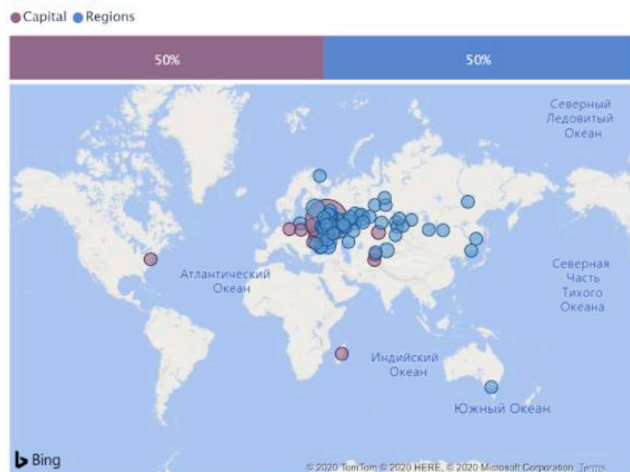 Capital Regions
50% 50%
Северный
Ледовитый
Океан
Атлантический
Океан
Северная
Часть
Тихого
Океана
Индийский
Океан
Южный Океан
Bing
© 2020 TomTom © 2020 HERE, © 2020 Microsoft Corporation Terms